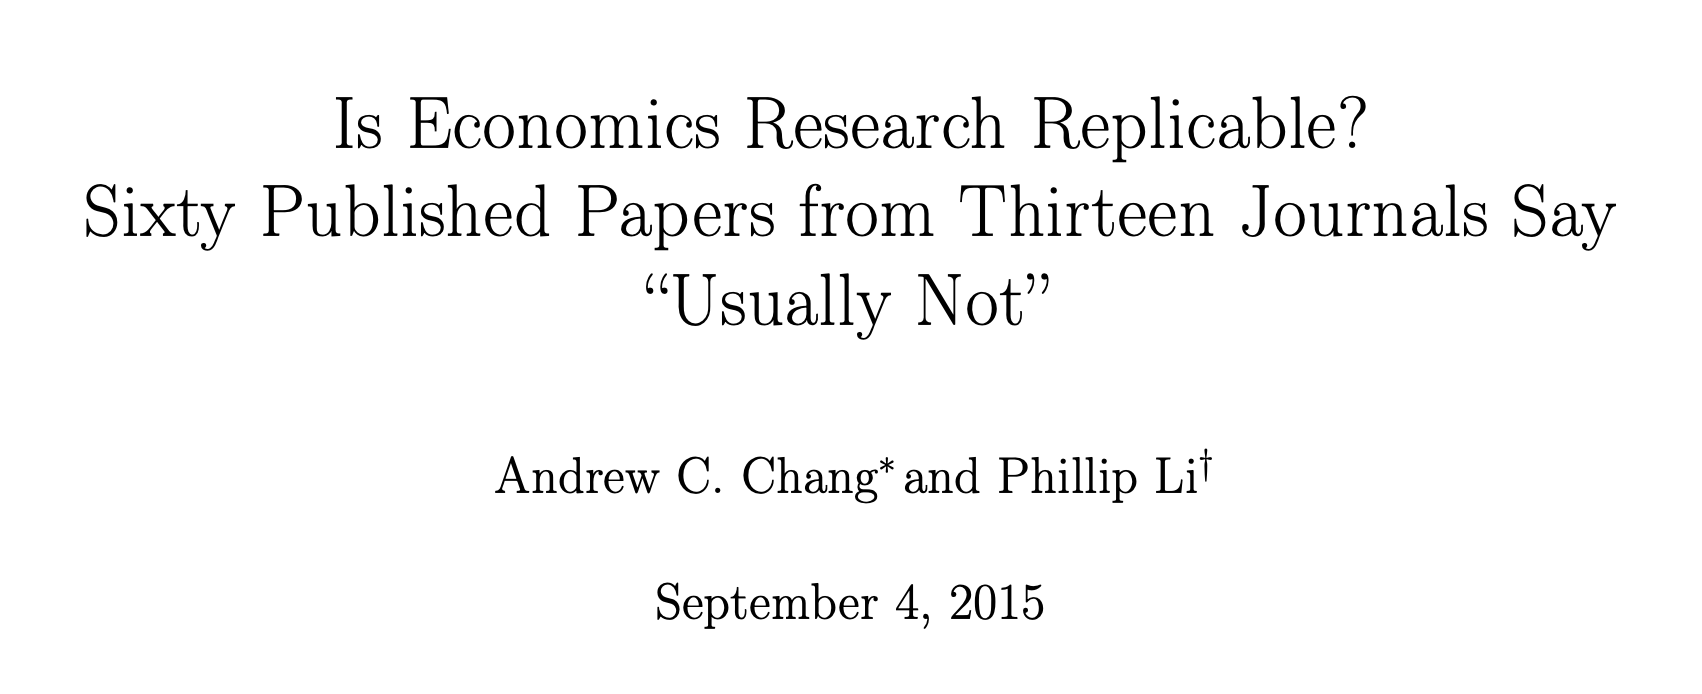 Is Economics Research Replicable?
Sixty Published Papers from Thirteen Journals Say
“Usually Not”
Andrew C. Chang* and Phillip Li†
September 4, 2015